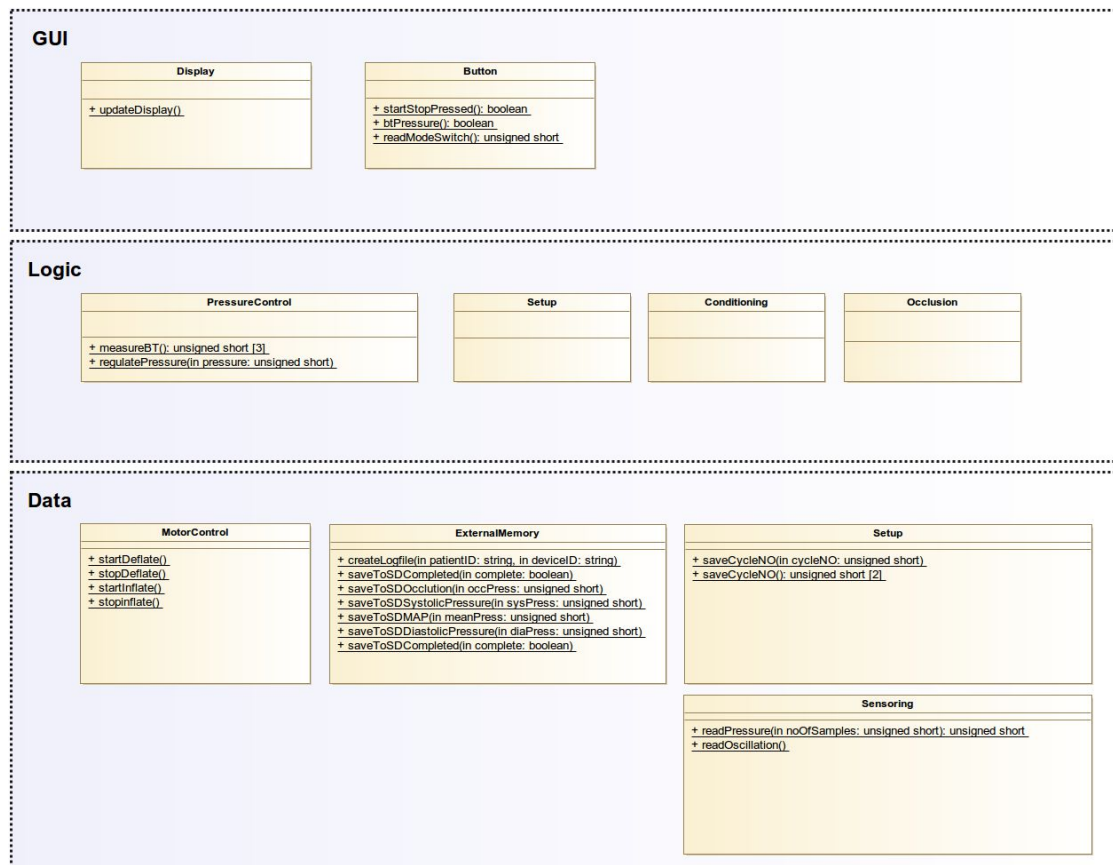 GUI
Display
+ updateDisplay()
Button
+ startStopPressed(): boolean
+ btPressure(): boolean
+ readModeSwitch(): unsigned short
Logic
PressureControl
+ measureBT(): unsigned short [3]
+ regulatePressure(in pressure: unsigned short)
Setup
Conditioning
Occlusion
Data
MotorControl
+ startDeflate()
+ stopDeflate()
+ startInflate()
+ stopinflate()
ExternalMemory
+ createLogfile(in patientID: string, in deviceID: string)
+ saveToSDCompleted(in complete: boolean)
+ saveToSDOcclution(in occPress: unsigned short)
+ saveToSDSystolicPressure(in sysPress: unsigned short)
+ saveToSDMAP(in meanPress: unsigned short)
+ saveToSDDiastolicPressure(in diaPress: unsigned short)
+ saveToSDCompleted(in complete: boolean)
Setup
+ saveCycleNO(in cycleNO: unsigned short)
+ saveCycleNO(): unsigned short [2]
Sensoring
+ readPressure(in noOfSamples: unsigned short): unsigned short
+ readOscillation()